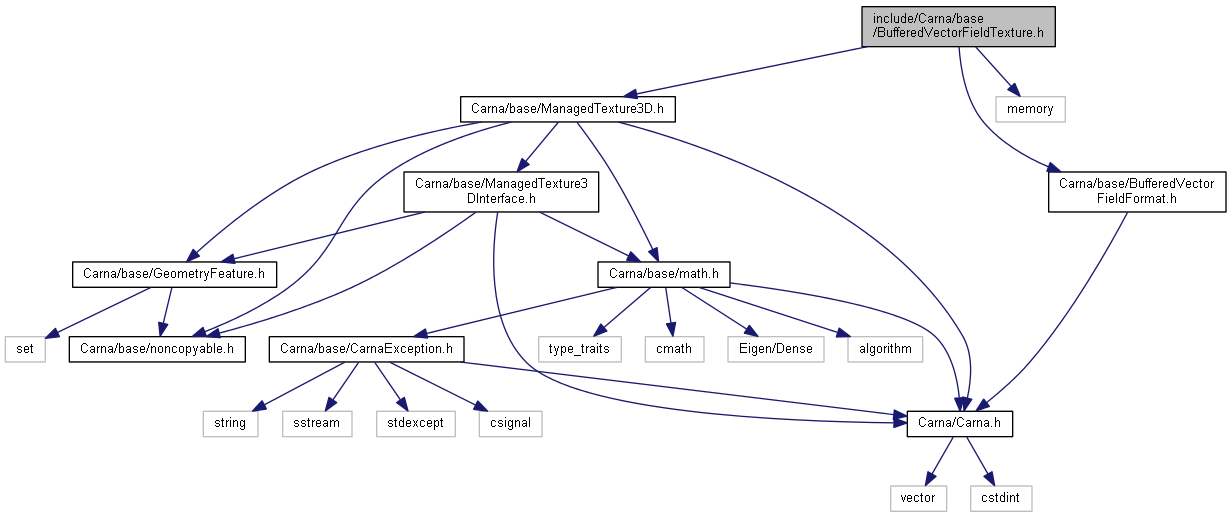 include/Carna/base
/BufferedVectorFieldTexture.h
Carna/base/ManagedTexture3D.h
memory
Carna/base/ManagedTexture3
DInterface.h
Carna/base/BufferedVector
FieldFormat.h
Carna/base/GeometryFeature.h
Carna/base/math.h
set
Carna/base/noncopyable.h
Carna/base/CarnaException.h
type_traits
cmath
Eigen/Dense
algorithm
string
sstream
stdexcept
csignal
Carna/Carna.h
vector
cstdint